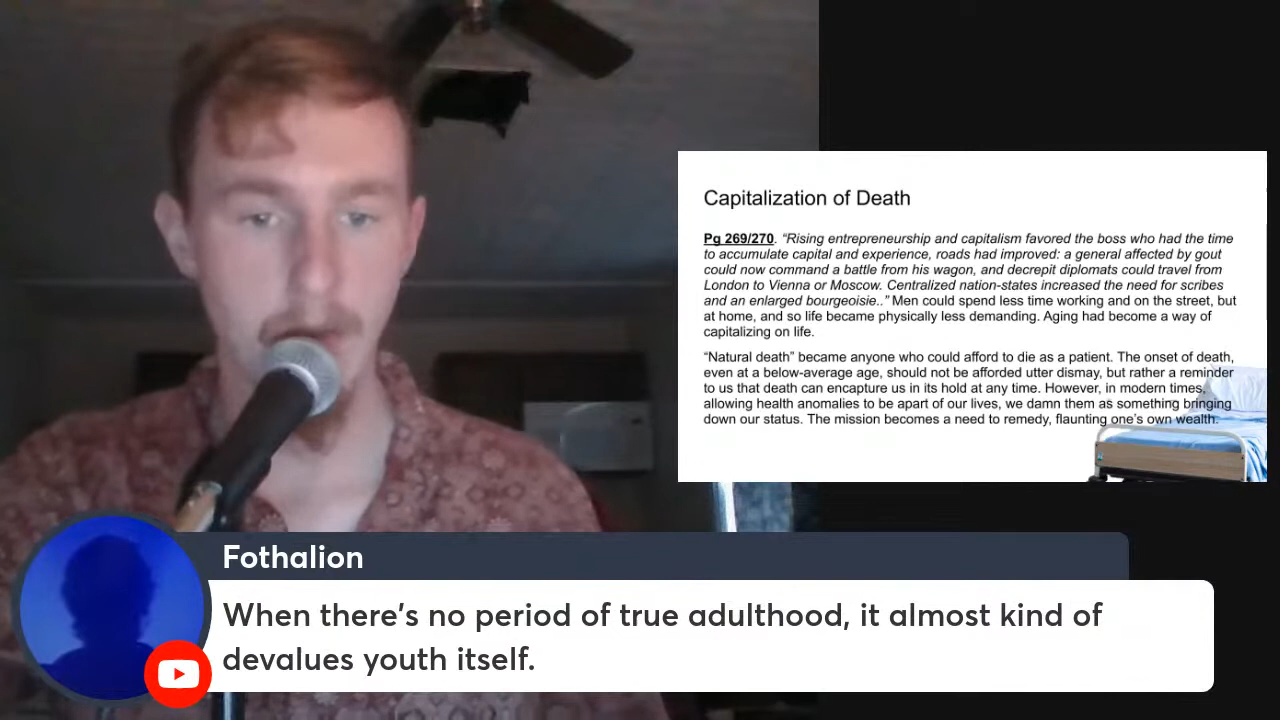 Capitalization of Death
Pg 269/270. “Rising entrepreneurship and capitalism favored the boss who had the time
to accumulate capital and experience, roads had improved: a general affected by gout
could now command a battle from his wagon, and decrepit diplomats could travel from
London to Vienna or Moscow. Centralized nation-states increased the need for scribes
and an enlarged bourgeoisie..” Men could spend less time working and on the street, but
at home, and so life became physically less demanding. Aging had become a way of
capitalizing on life.
“Natural death” became anyone who could afford to die as a patient. The onset of death,
even at a below-average age, should not be afforded utter dismay, but rather a reminder
to us that death can encapture us in its hold at any time. However, in modern times,
allowing health anomalies to be apart of our lives, we damn them as something bringing
down our status. The mission becomes a need to remedy, flaunting one’s own wealth.
Fothalion
When there’s no period of true adulthood, it almost kind of
devalues youth itself.